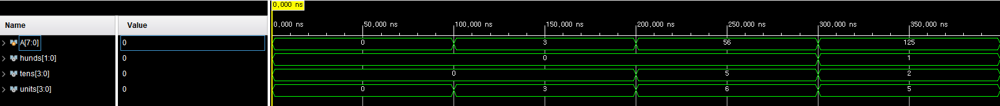 0,000 ns
Name Value
0,000 ns 50,000 ns 100,000 ns 150,000 ns 200,000 ns 250,000 ns 300,000 ns 350,000 ns
A[7:0] 0 0 3 56 125
hunds[1:0] 0 0 1
tens[3:0] 0 0 5 2
units[3:0] 0 0 3 6 5